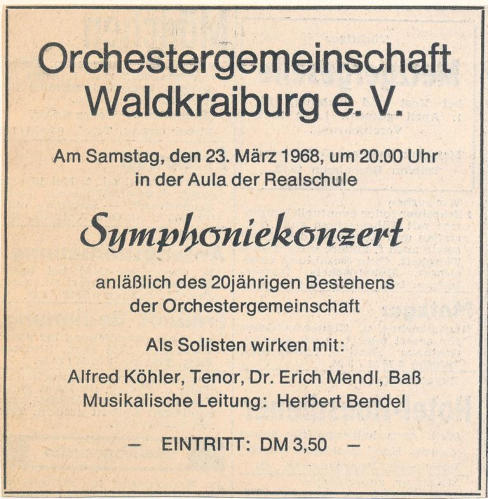 Orchestergemeinschaft
Waldkraiburg e. V.
Am Samstag, den 23. März 1968, um 20.00 Uhr
in der Aula der Realschule
Symphoniekonzert
anläßlich des 20jährigen Bestehens
der Orchestergemeinschaft
Als Solisten wirken mit:
Alfred Köhler, Tenor, Dr. Erich Mendl, Baß
Musikalische Leitung: Herbert Bendel
— EINTRITT: DM 3,50 —